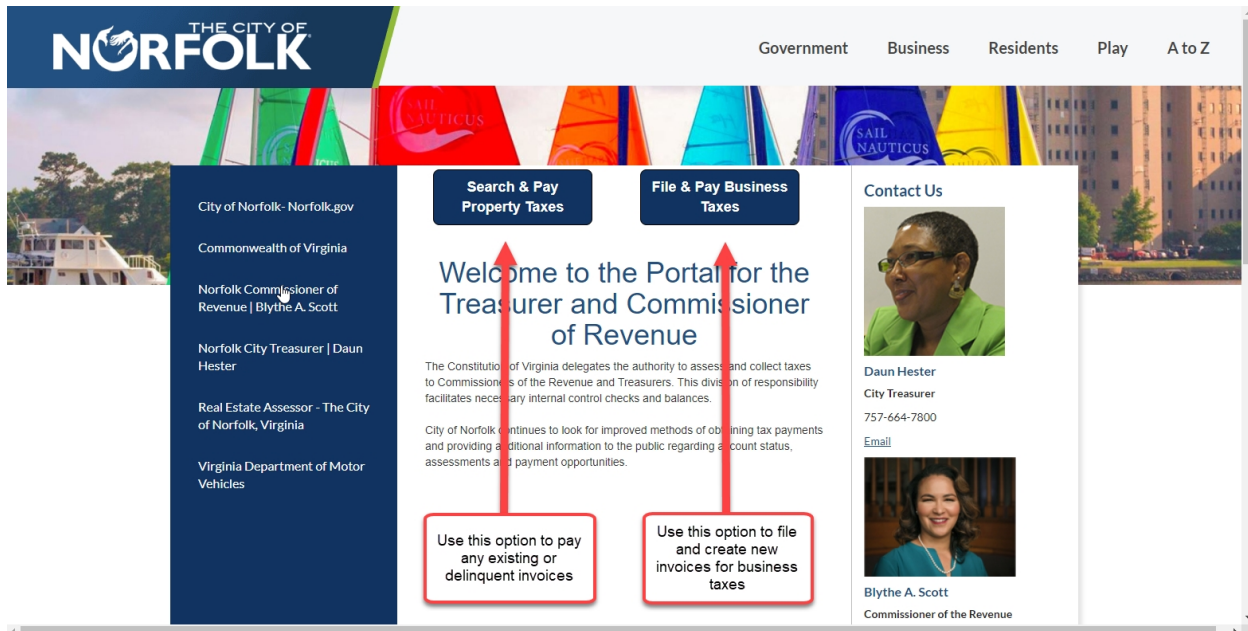 THE CITY OF
NORFOLK
Government Business Residents Play A to Z
SAIL
NAUTICUS
SAIL
NAUTICUS
City of Norfolk- Norfolk.gov
Commonwealth of Virginia
Norfolk Commissioner of
Revenue | Blythe A. Scott
Norfolk City Treasurer | Daun
Hester
Real Estate Assessor - The City
of Norfolk, Virginia
Virginia Department of Motor
Vehicles
Search & Pay
Property Taxes
File & Pay Business
Taxes
Welcome to the Portal for the
Treasurer and Commissioner
of Revenue
The Constitution of Virginia delegates the authority to assess and collect taxes
to Commissioners of the Revenue and Treasurers. This division of responsibility
facilitates necessary internal control checks and balances.
City of Norfolk continues to look for improved methods of obtaining tax payments
and providing additional information to the public regarding account status,
assessments and payment opportunities.
Use this option to pay
any existing or
delinquent invoices
Use this option to file
and create new
invoices for business
taxes
Contact Us
Daun Hester
City Treasurer
757-664-7800
Email
Blythe A. Scott
Commissioner of the Revenue